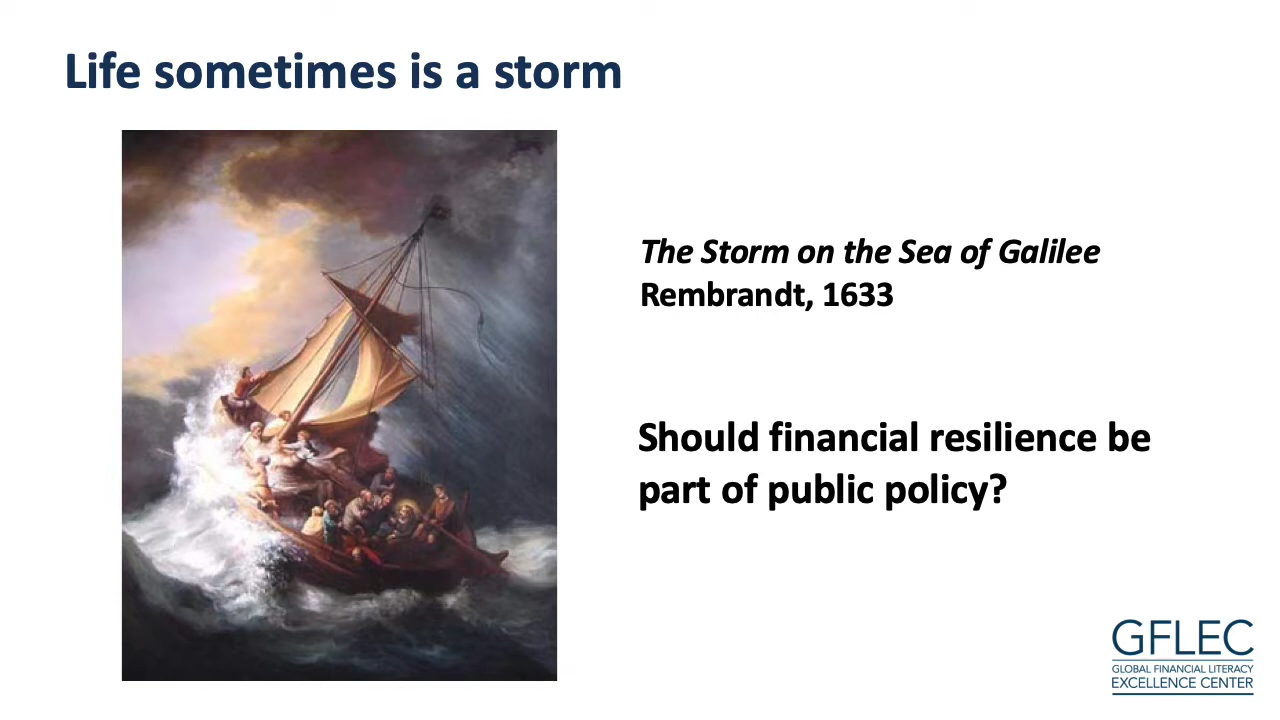 Life sometimes is a storm
The Storm on the Sea of Galilee
Rembrandt, 1633
Should financial resilience be
part of public policy?
GFLEC
GLOBAL FINANCIAL LITERACY
EXCELLENCE CENTER